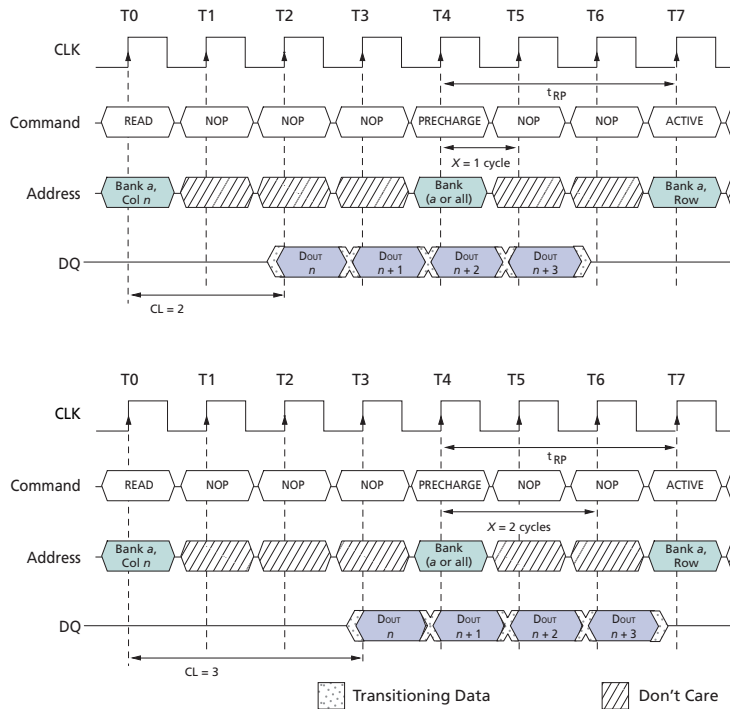 T0 T1 T2 T3 T4 T5 T6 T7
CLK
tRP
Command READ NOP NOP NOP PRECHARGE NOP NOP ACTIVE
X = 1 cycle
Address Bank a, Col n Bank (a or all) Bank a, Row
DQ DOUT n DOUT n + 1 DOUT n + 2 DOUT n + 3
CL = 2
T0 T1 T2 T3 T4 T5 T6 T7
CLK
tRP
Command READ NOP NOP NOP PRECHARGE NOP NOP ACTIVE
X = 2 cycles
Address Bank a, Col n Bank (a or all) Bank a, Row
DQ DOUT n DOUT n + 1 DOUT n + 2 DOUT n + 3
CL = 3
Transitioning Data Don't Care